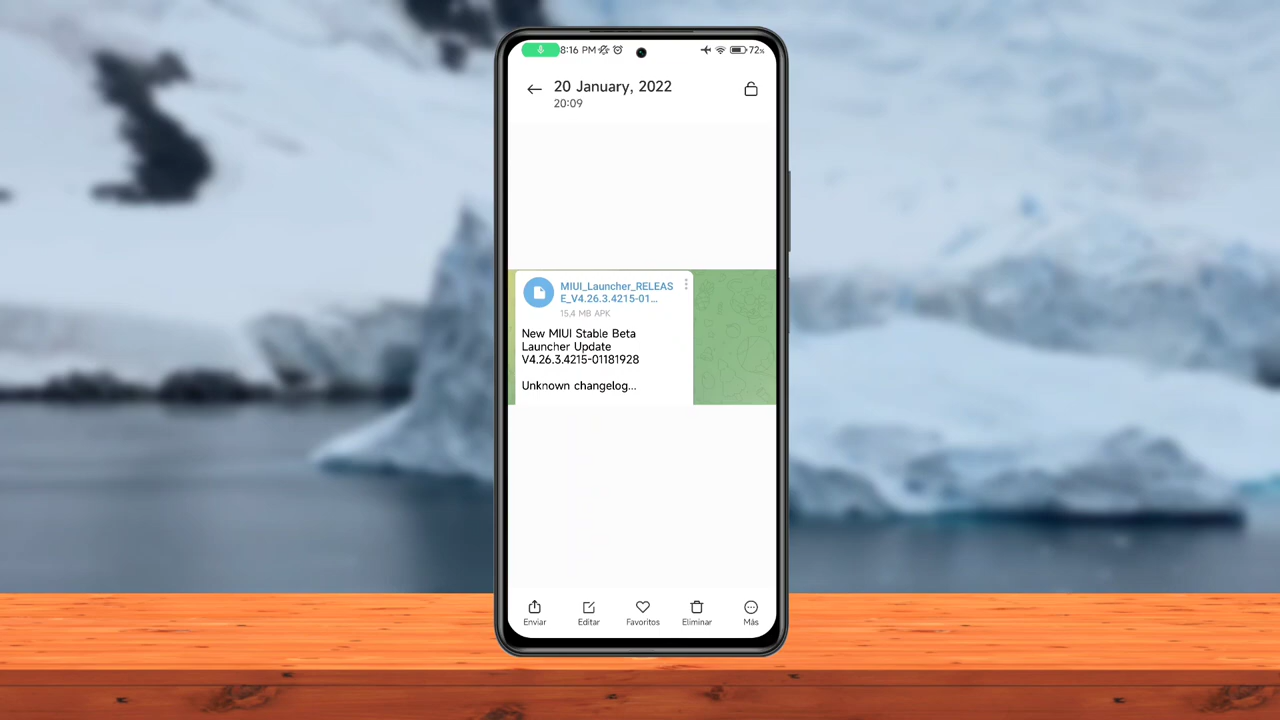 8:16 PM 72%
20 January, 2022
20:09
MIUI_Launcher_RELEAS
E_V4.26.3.4215-01...
15,4 MB APK
New MIUI Stable Beta
Launcher Update
V4.26.3.4215-01181928
Unknown changelog...
Enviar Editar Favoritos Eliminar Más